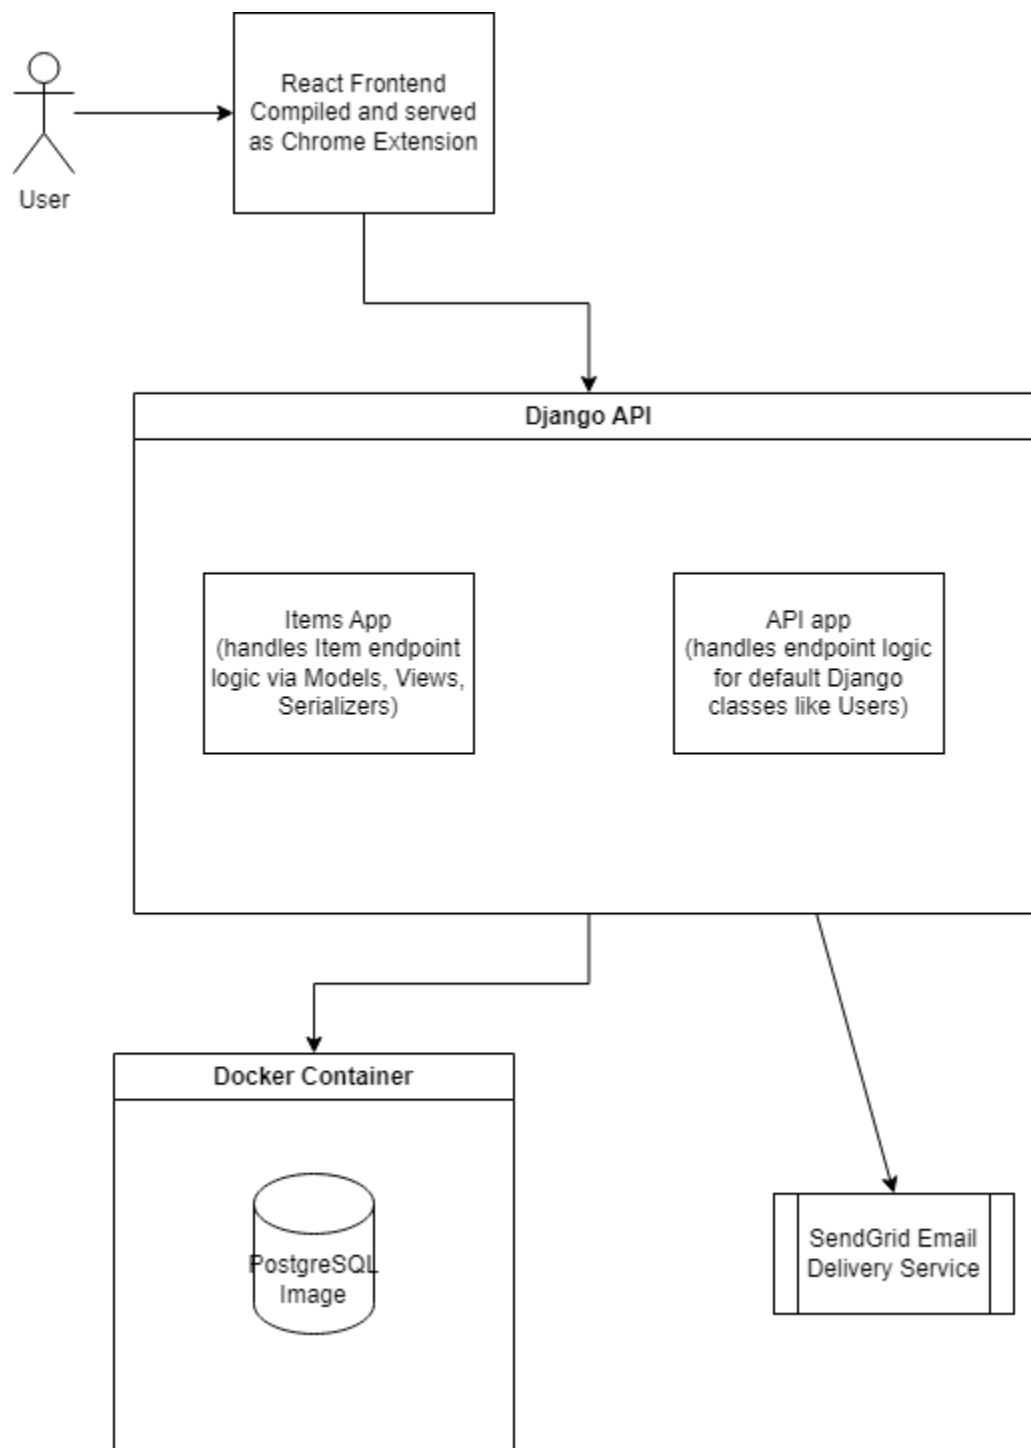 React Frontend
Compiled and served
as Chrome Extension
User
Django API
Items App
(handles Item endpoint
logic via Models, Views,
Serializers)
API app
(handles endpoint logic
for default Django
classes like Users)
Docker Container
PostgreSQL
Image
SendGrid Email
Delivery Service